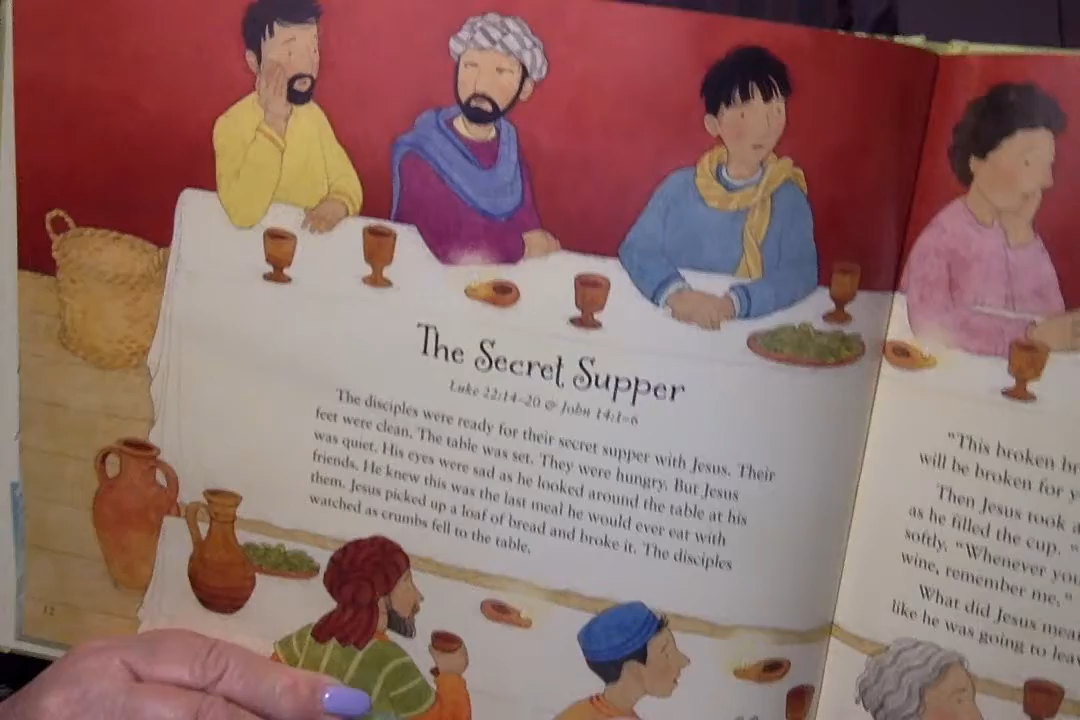 The Secret Supper
Luke 22:14–20 & John 14:1–6
The disciples were ready for their secret supper with Jesus. Their
feet were clean. The table was set. They were hungry. But Jesus
was quiet. His eyes were sad as he looked around the table at his
friends. He knew this was the last meal he would ever eat with
them. Jesus picked up a loaf of bread and broke it. The disciples
watched as crumbs fell to the table.
12
"This broken
will be broken for
Then Jesus took
as he filled the cup.
softly. "Whenever you
wine, remember me."
What did Jesus
like he was going to